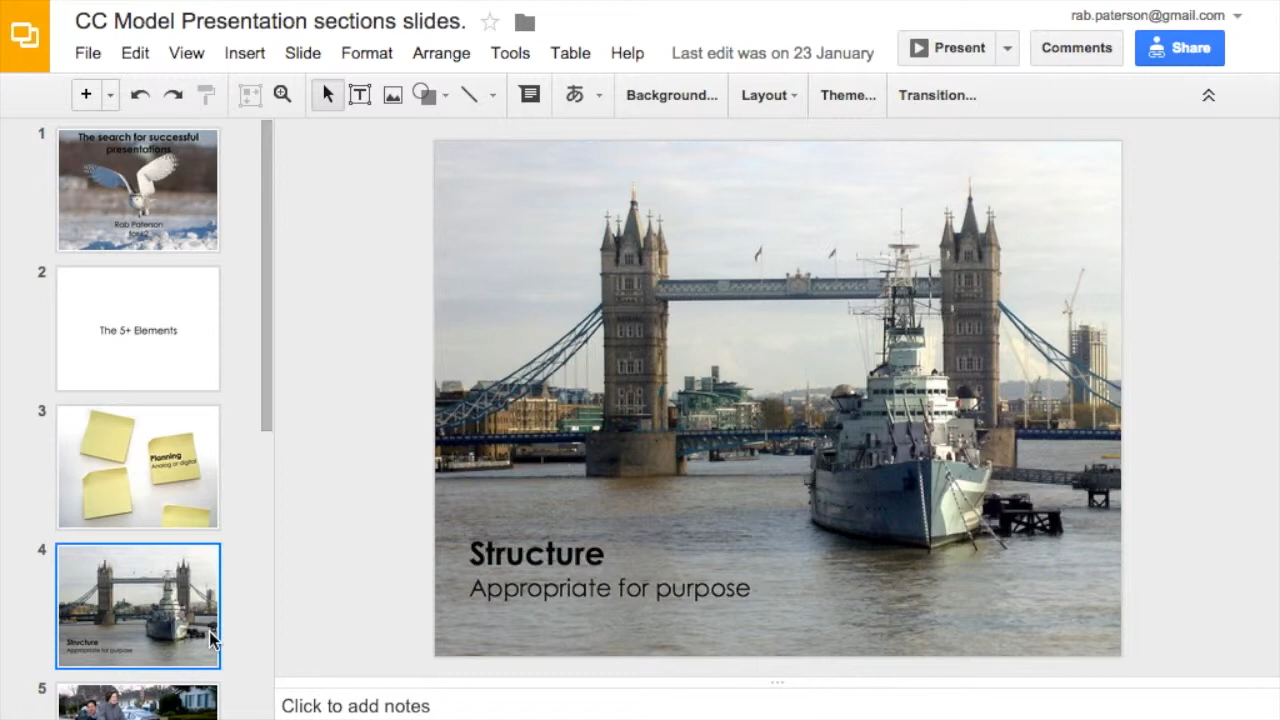 CC Model Presentation sections slides.
rab.paterson@gmail.com
File Edit View Insert Slide Format Arrange Tools Table Help Last edit was on 23 January
Present
Comments
Share
あ Background... Layout Theme... Transition...
1
The search for successful
presentations
Rab Paterson
2
The 5+ Elements
3
Planning
Analog or digital
4
Structure
Appropriate for purpose
5
Structure
Appropriate for purpose
Click to add notes